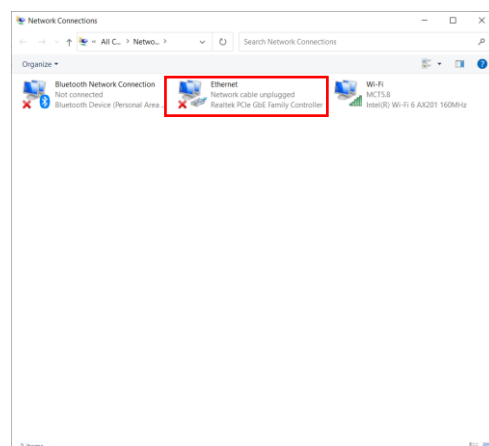 Network Connections
« All C... > Netwo... >
Search Network Connections
Organize
Bluetooth Network Connection
Not connected
Bluetooth Device (Personal Area ...
Ethernet
Network cable unplugged
Realtek PCIe GbE Family Controller
Wi-Fi
MCT5.8
Intel(R) Wi-Fi 6 AX201 160MHz